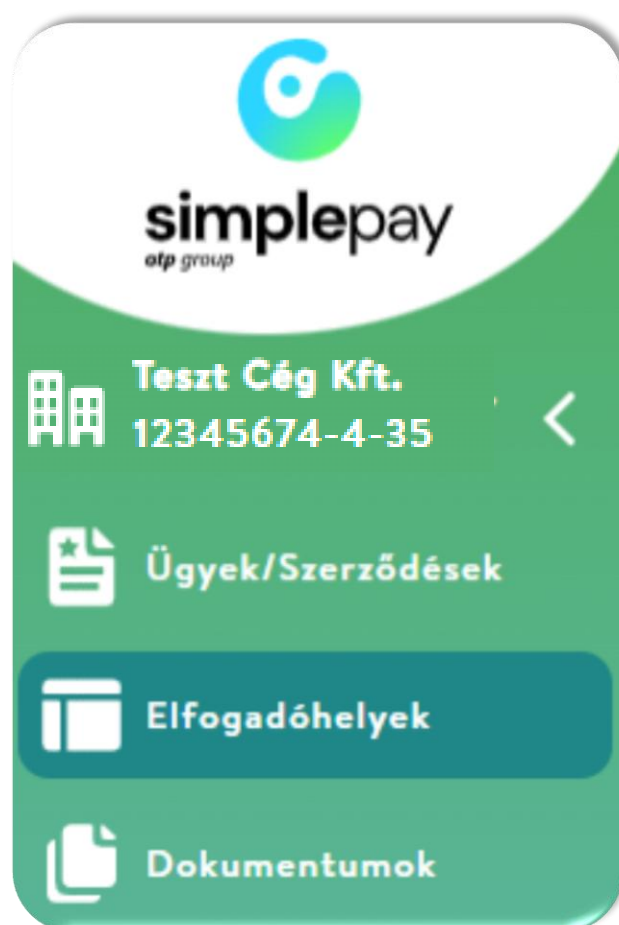 simplepay
otp group
Teszt Cég Kft.
12345674-4-35
Ügyek/Szerződések
Elfogadóhelyek
Dokumentumok